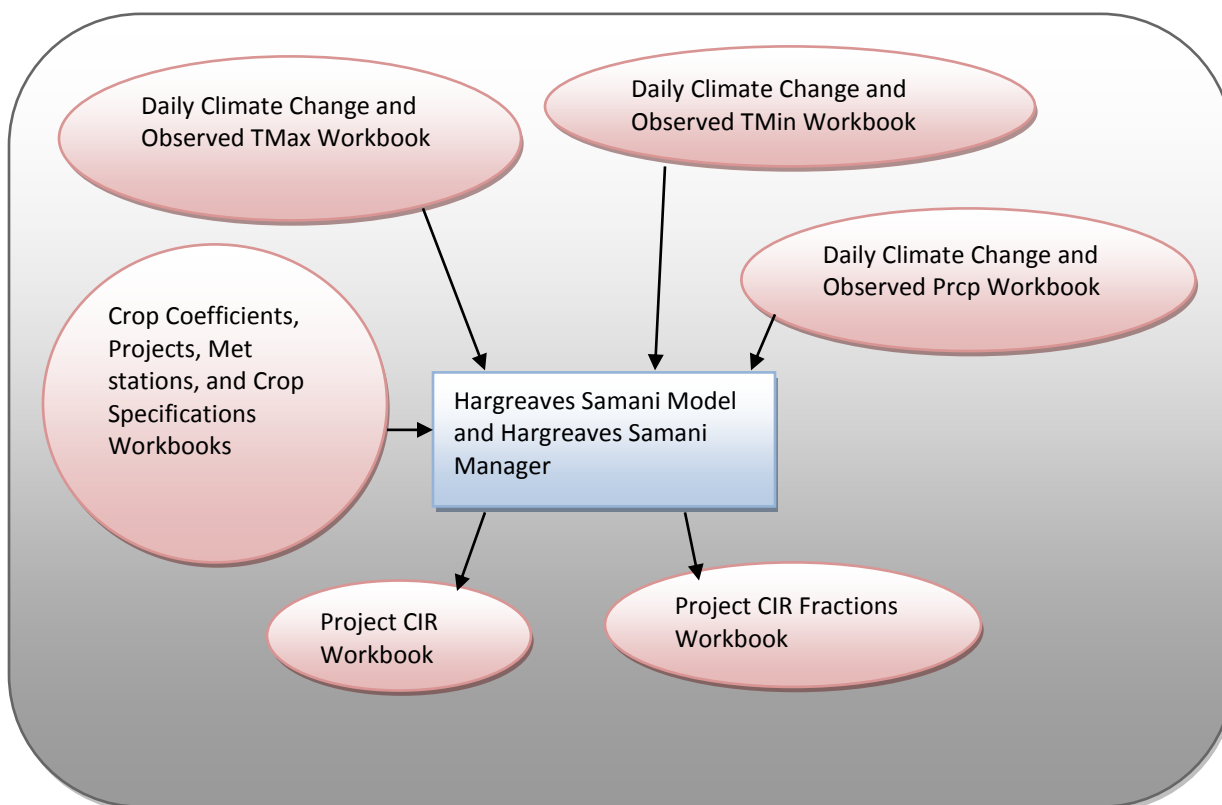 Daily Climate Change and
Observed TMax Workbook
Daily Climate Change and
Observed TMin Workbook
Daily Climate Change and
Observed Prcp Workbook
Crop Coefficients,
Projects, Met
stations, and Crop
Specifications
Workbooks
Hargreaves Samani Model
and Hargreaves Samani
Manager
Project CIR
Workbook
Project CIR Fractions
Workbook